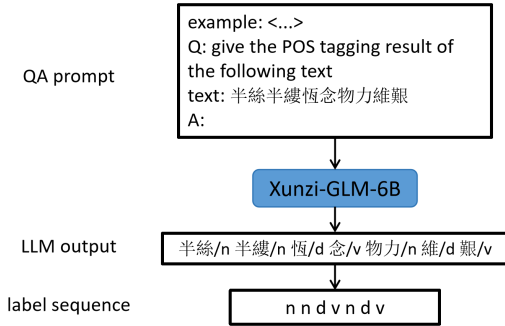 QA prompt
example: <...>
Q: give the POS tagging result of
the following text
text: 半絲半縷恆念物力維艱
A:
Xunzi-GLM-6B
LLM output
半絲/n 半縷/n 恆/d 念/v 物力/n 維/d 艱/v
label sequence
n n d v n d v